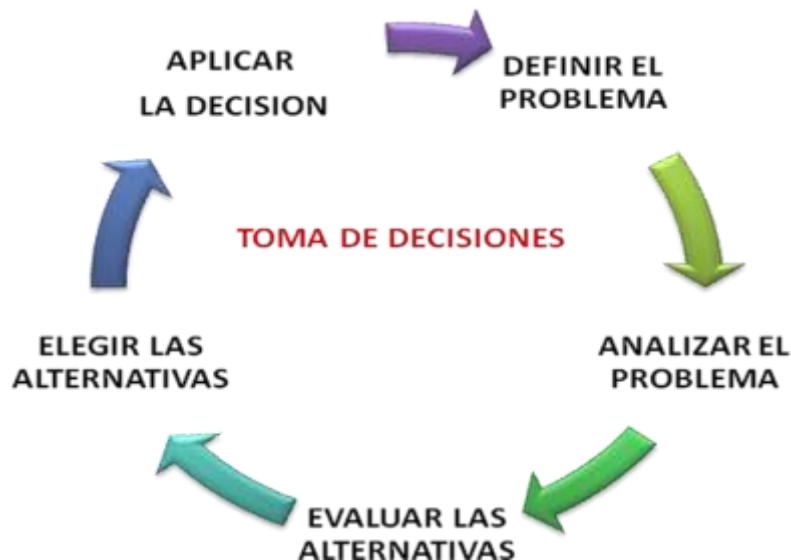 APLICAR
LA DECISION
DEFINIR EL
PROBLEMA
TOMA DE DECISIONES
ELEGIR LAS
ALTERNATIVAS
ANALIZAR EL
PROBLEMA
EVALUAR LAS
ALTERNATIVAS